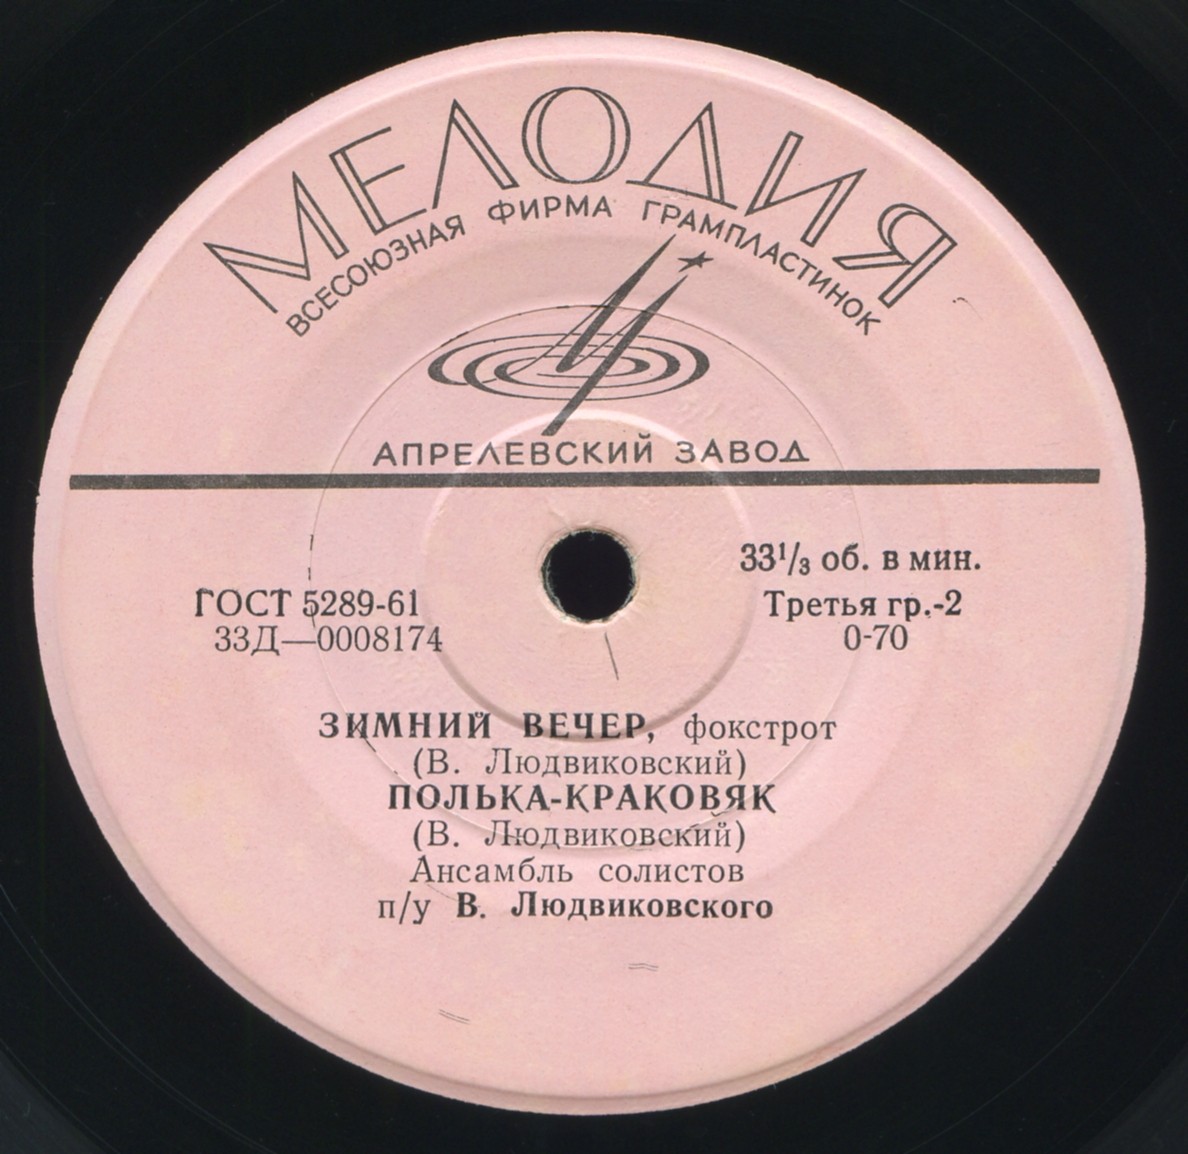 МЕЛОДИЯ
ВСЕСОЮЗНАЯ ФИРМА ГРАМПЛАСТИНОК
АПРЕЛЕВСКИЙ ЗАВОД
33¹/₃ об. в мин.
ГОСТ 5289-61
Третья гр.-2
33Д—0008174
0-70
ЗИМНИЙ ВЕЧЕР, фокстрот
(В. Людвиковский)
ПОЛЬКА-КРАКОВЯК
(В. Людвиковский)
Ансамбль солистов
п/у В. Людвиковского